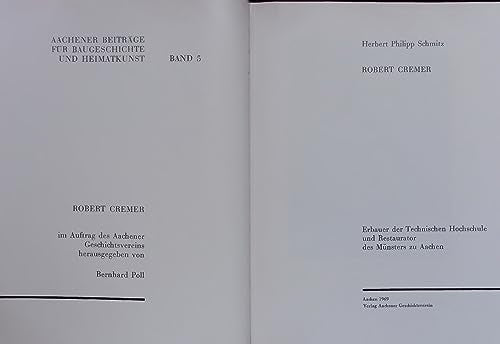 AACHENER BEITRÄGE
FÜR BAUGESCHICHTE
UND HEIMATKUNST BAND 5
ROBERT CREMER
im Auftrag des Aachener
Geschichtsvereins
herausgegeben von
Bernhard Poll
Herbert Philipp Schmitz
ROBERT CREMER
Erbauer der Technischen Hochschule
und Restaurator
des Münsters zu Aachen
Aachen 1969
Verlag Aachener Geschichtsverein